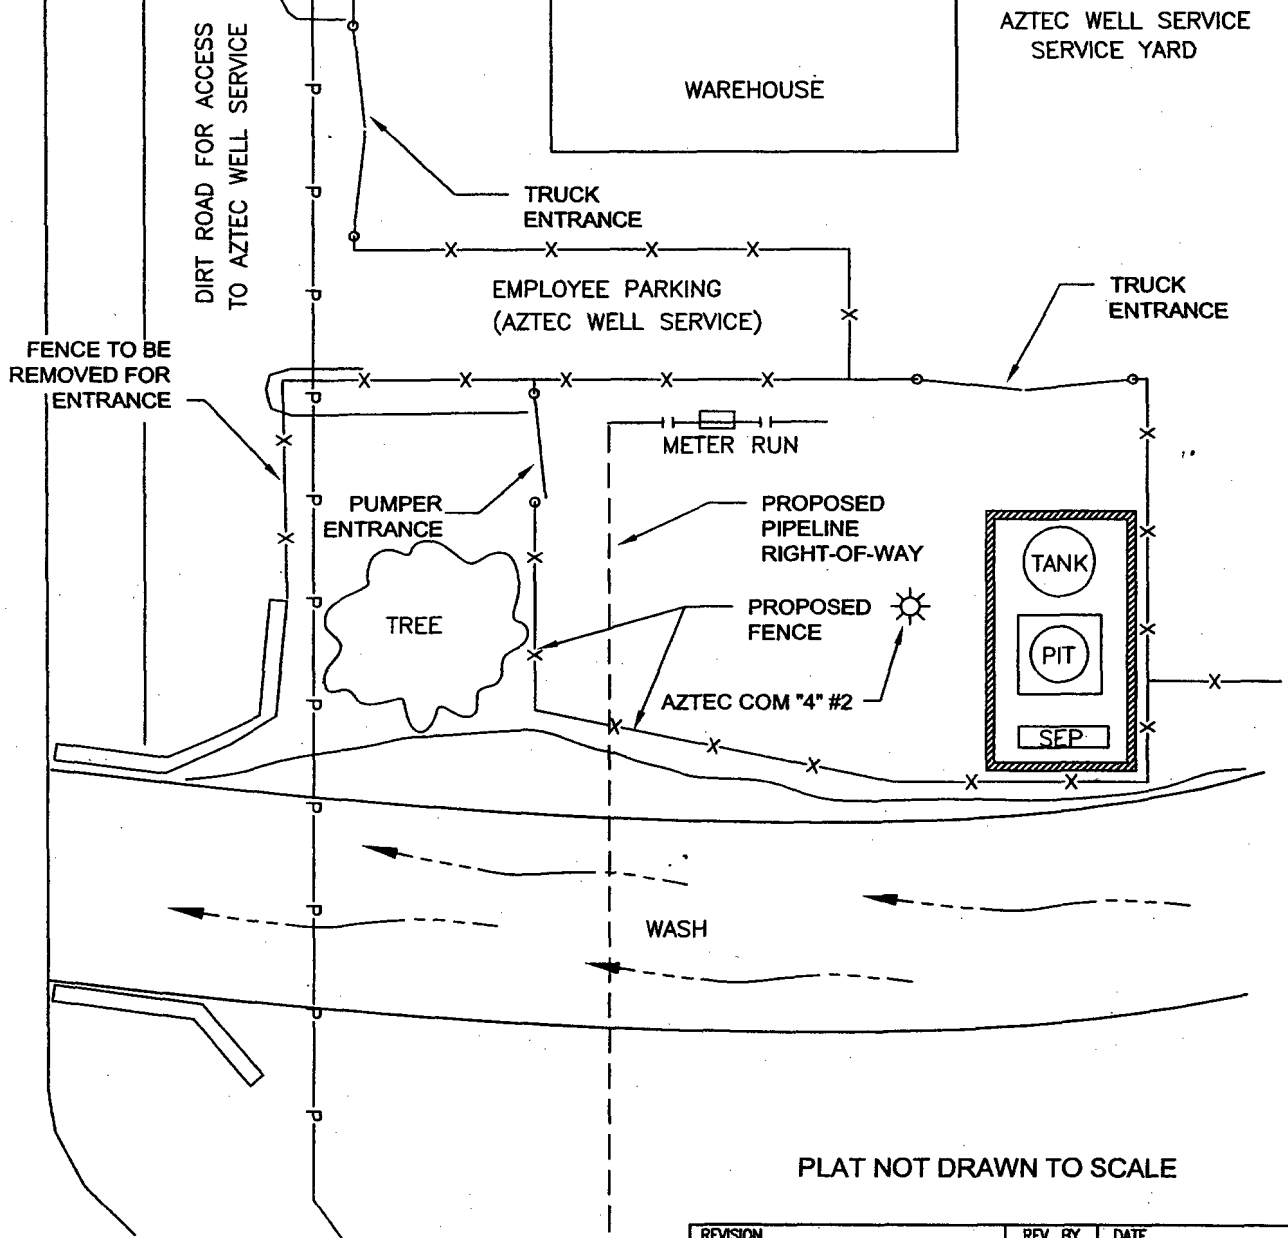 AZTEC WELL SERVICE
SERVICE YARD
WAREHOUSE
DIRT ROAD FOR ACCESS
TO AZTEC WELL SERVICE
TRUCK
ENTRANCE
EMPLOYEE PARKING
(AZTEC WELL SERVICE)
TRUCK
ENTRANCE
FENCE TO BE
REMOVED FOR
ENTRANCE
METER RUN
PUMPER
ENTRANCE
PROPOSED
PIPELINE
RIGHT-OF-WAY
TANK
TREE
PROPOSED
FENCE
PIT
AZTEC COM "4" #2
SEP
WASH
P
P
P
P
P
P
P
P
P
P
P
PLAT NOT DRAWN TO SCALE
REVISION REV. BY DATE